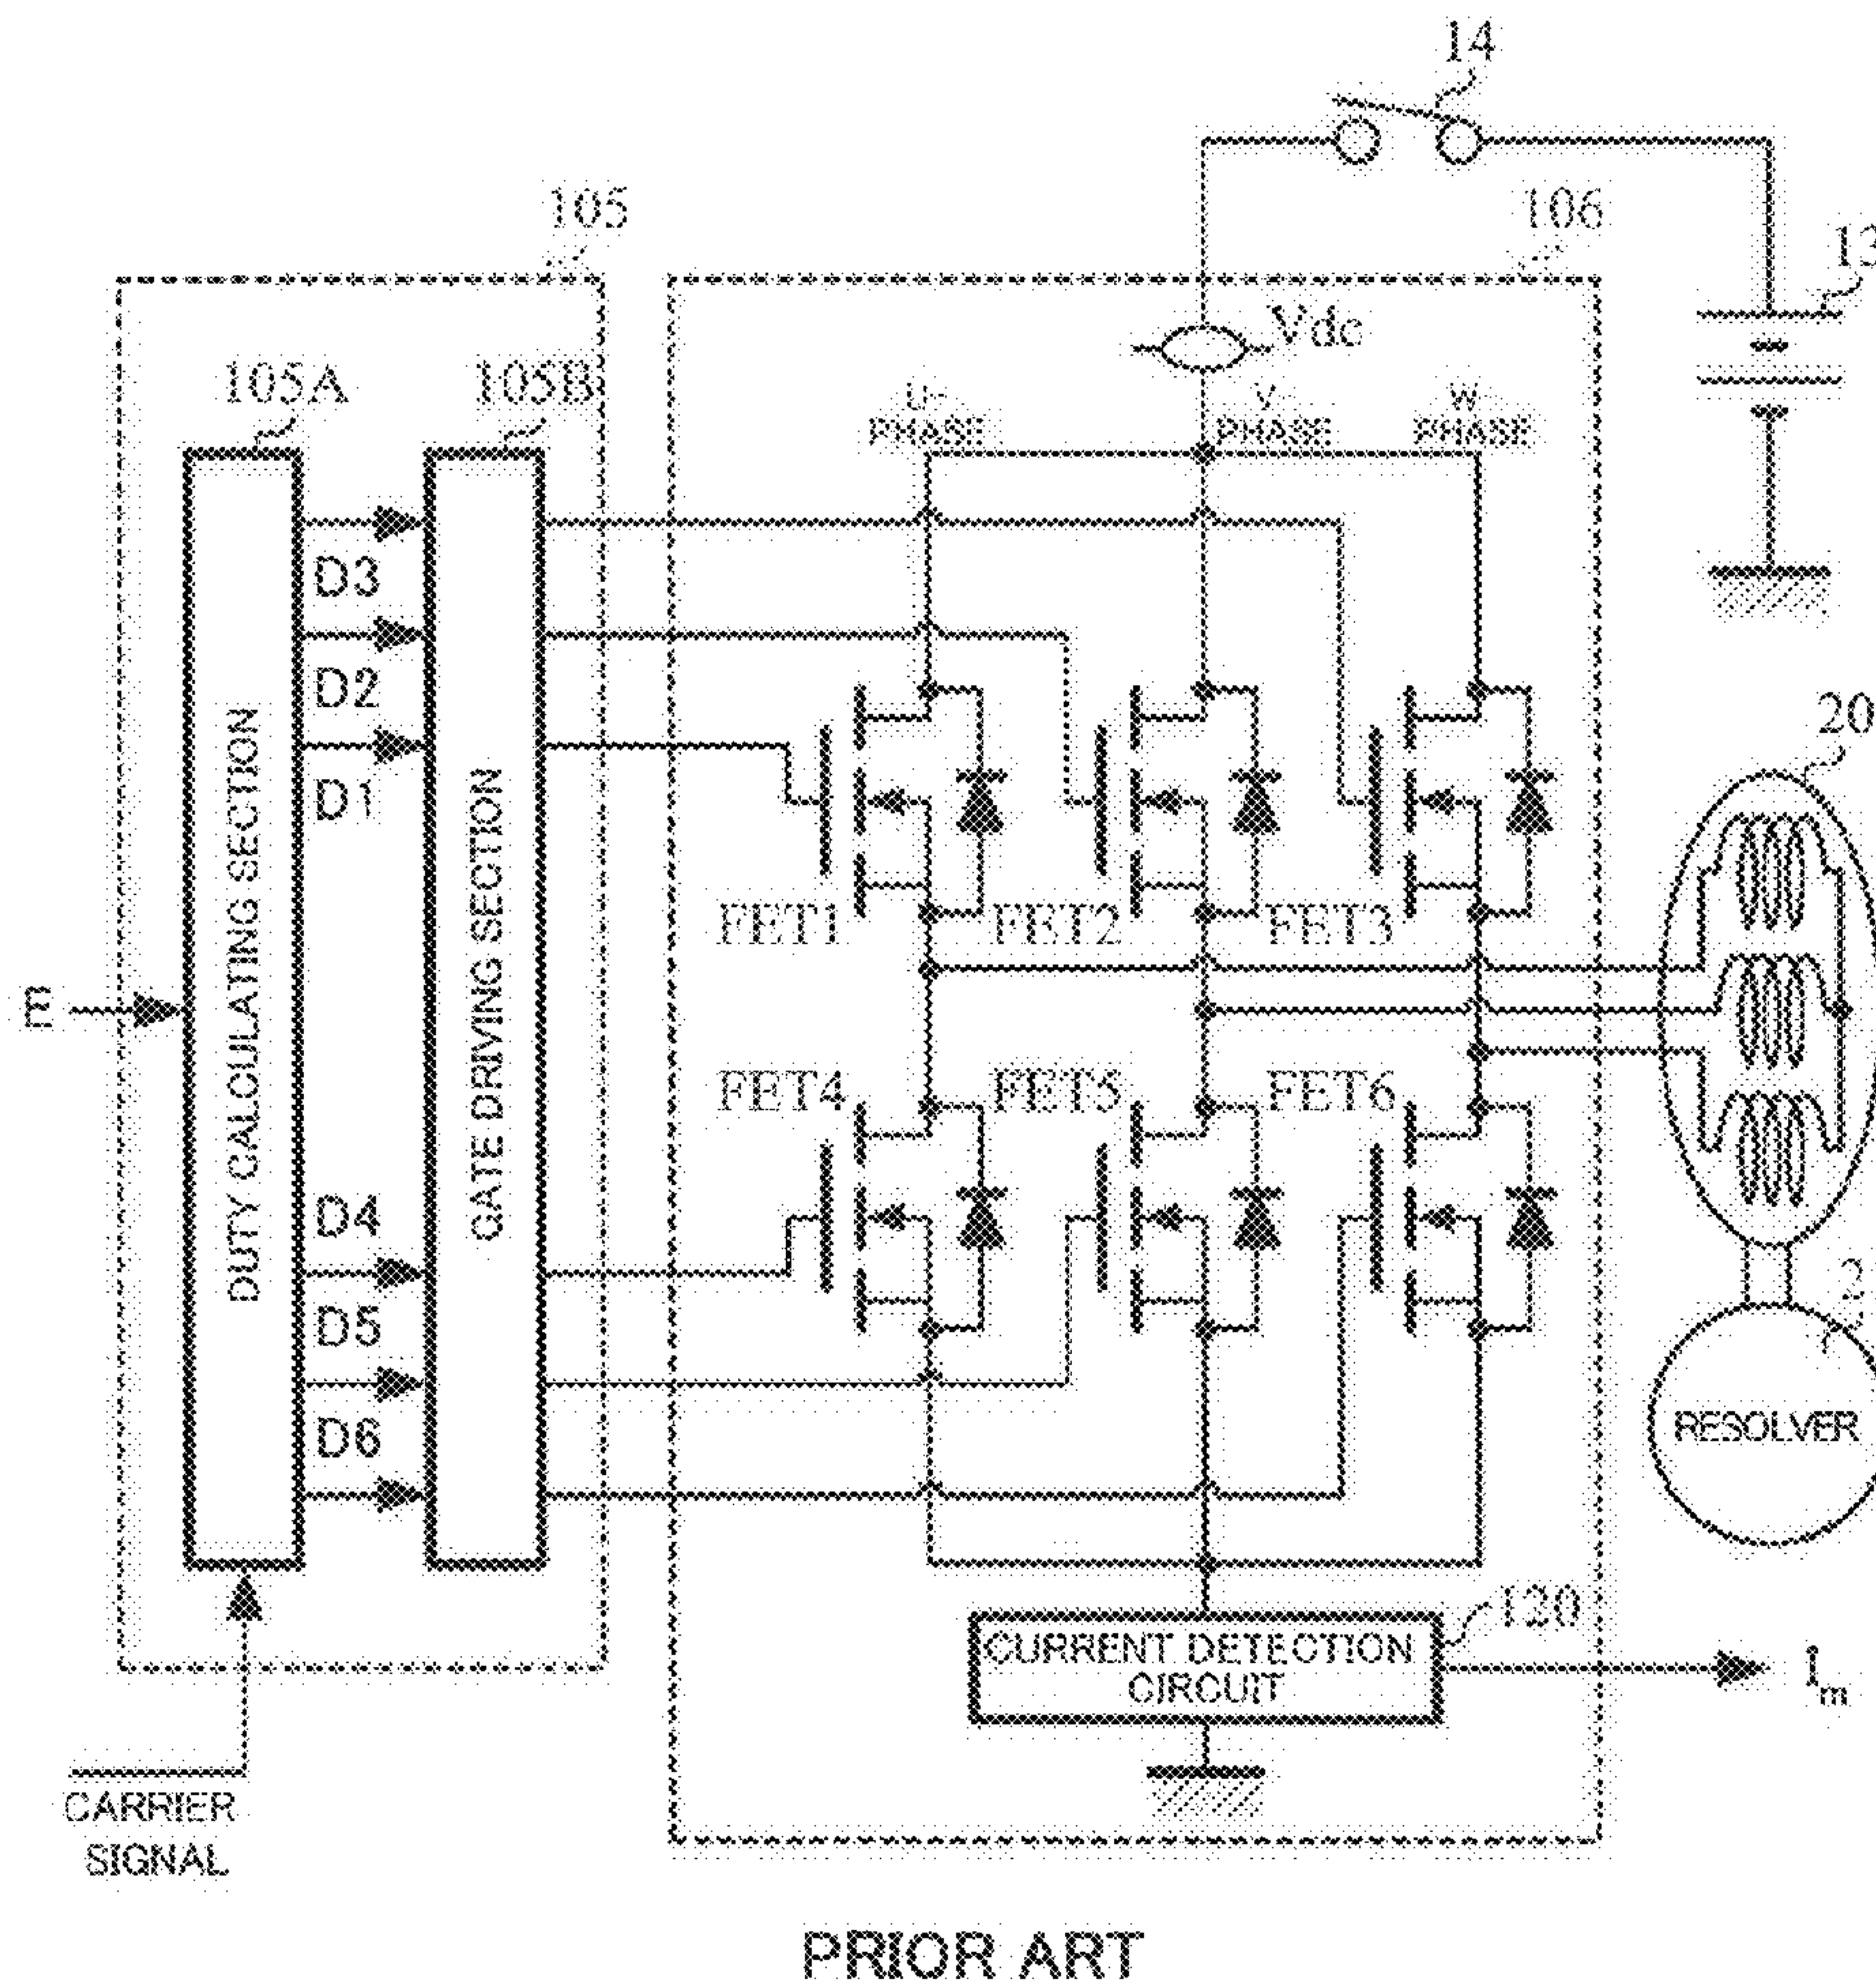 14
105
106
13
Vdc
105A
105B
U-
PHASE
V-
PHASE
W-
PHASE
D3
D2
D1
20
DUTY CALCULATING SECTION
GATE DRIVING SECTION
FET1
FET2
FET3
E
FET4
FET5
FET6
D4
D5
D6
2
RESOLVER
120
CURRENT DETECTION
CIRCUIT
Im
CARRIER
SIGNAL
PRIOR ART